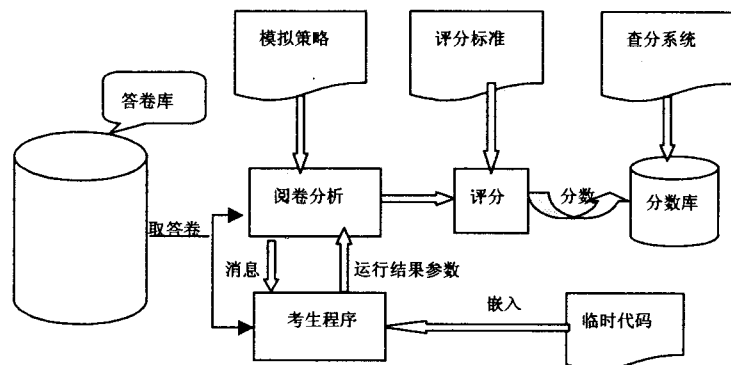 模拟策略
评分标准
查分系统
答卷库
阅卷分析
评分
分数
分数库
取答卷
消息
运行结果参数
考生程序
嵌入
临时代码